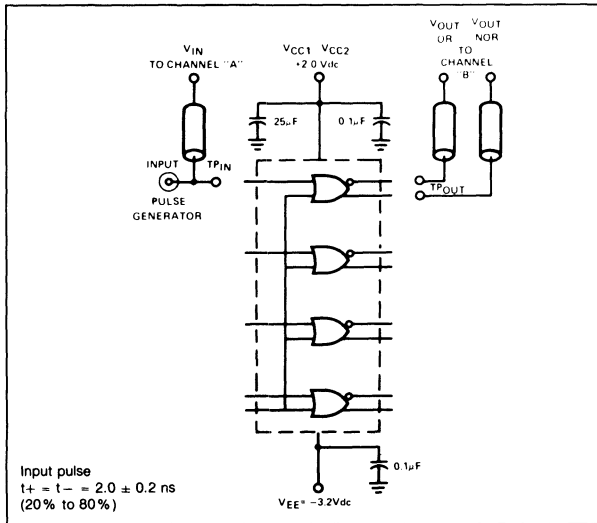 VIN
TO CHANNEL "A"
VCC1 VCC2
+2.0 Vdc
VOUT VOUT
OR NOR
TO
CHANNEL
"B"
25µF
0.1µF
INPUT
TPIN
PULSE
GENERATOR
TPOUT
0.1µF
VEE = -3.2Vdc
Input pulse
t+ = t- = 2.0 ± 0.2 ns
(20% to 80%)